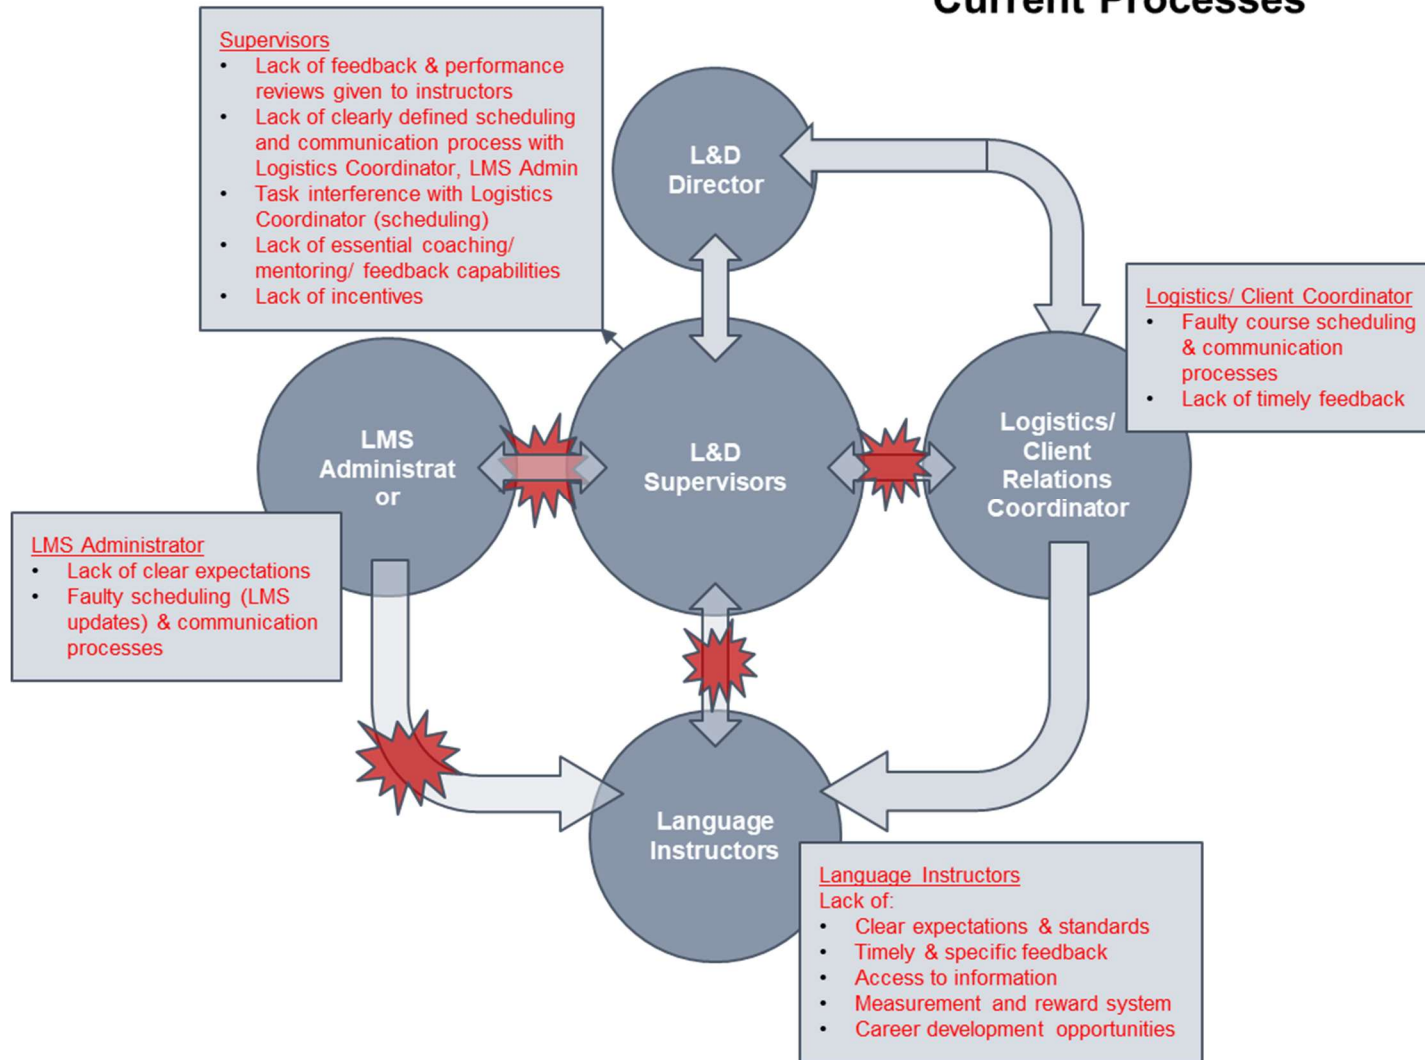 Current Processes
Supervisors
• Lack of feedback & performance
reviews given to instructors
• Lack of clearly defined scheduling
and communication process with
Logistics Coordinator, LMS Admin
• Task interference with Logistics
Coordinator (scheduling)
• Lack of essential coaching/
mentoring/ feedback capabilities
• Lack of incentives
L&D
Director
Logistics/ Client Coordinator
• Faulty course scheduling
& communication
processes
• Lack of timely feedback
LMS
Administrat
or
L&D
Supervisors
Logistics/
Client
Relations
Coordinator
LMS Administrator
• Lack of clear expectations
• Faulty scheduling (LMS
updates) & communication
processes
Language
Instructors
Language Instructors
Lack of:
• Clear expectations & standards
• Timely & specific feedback
• Access to information
• Measurement and reward system
• Career development opportunities